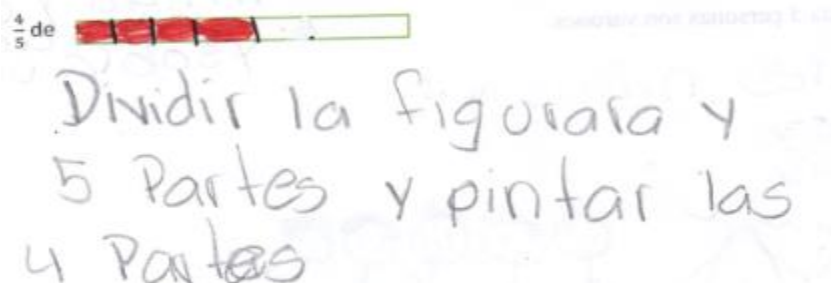 4/5 de
Dividir la figurara y
5 Partes y pintar las
4 Partes